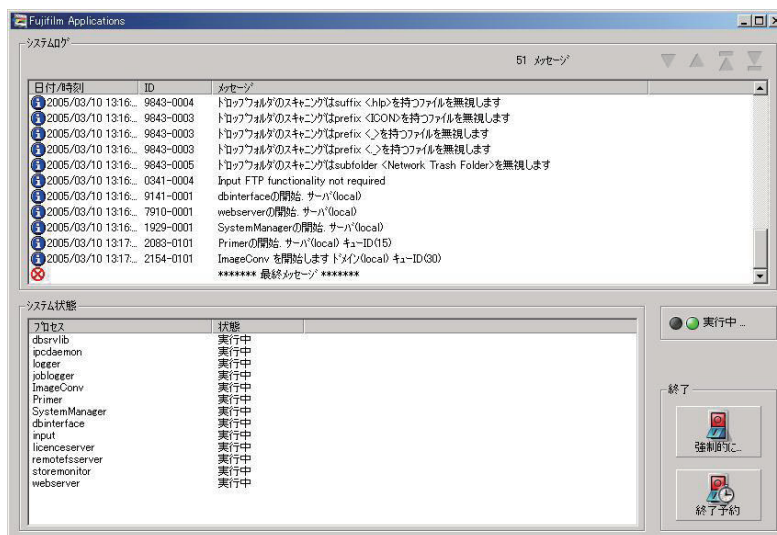 Fujifilm Applications
システムログ
51 メッセージ
日付/時刻 ID メッセージ
2005/03/10 13:16:... 9843-0004 ドロップフォルダのスキャニングはsuffix <.hlp>を持つファイルを無視します
2005/03/10 13:16:... 9843-0003 ドロップフォルダのスキャニングはprefix <ICON>を持つファイルを無視します
2005/03/10 13:16:... 9843-0003 ドロップフォルダのスキャニングはprefix <_>を持つファイルを無視します
2005/03/10 13:16:... 9843-0003 ドロップフォルダのスキャニングはprefix <.>を持つファイルを無視します
2005/03/10 13:16:... 9843-0005 ドロップフォルダのスキャニングはsubfolder <Network Trash Folder>を無視します
2005/03/10 13:16:... 0341-0004 Input FTP functionality not required
2005/03/10 13:16:... 9141-0001 dbinterfaceの開始. サーバ(local)
2005/03/10 13:16:... 7910-0001 webserverの開始. サーバ(local)
2005/03/10 13:16:... 1929-0001 SystemManagerの開始. サーバ(local)
2005/03/10 13:17:... 2083-0101 Primerの開始. サーバ(local) キューID(15)
2005/03/10 13:17:... 2154-0101 ImageConv を開始します ドメイン(local) キューID(30)
******* 最終メッセージ *******
システム状態
プロセス 状態
dbsrvlib 実行中
ipcdaemon 実行中
logger 実行中
joblogger 実行中
ImageConv 実行中
Primer 実行中
SystemManager 実行中
dbinterface 実行中
input 実行中
licenceserver 実行中
remotefsserver 実行中
storemonitor 実行中
webserver 実行中
実行中 ...
終了
強制的に...
終了予約